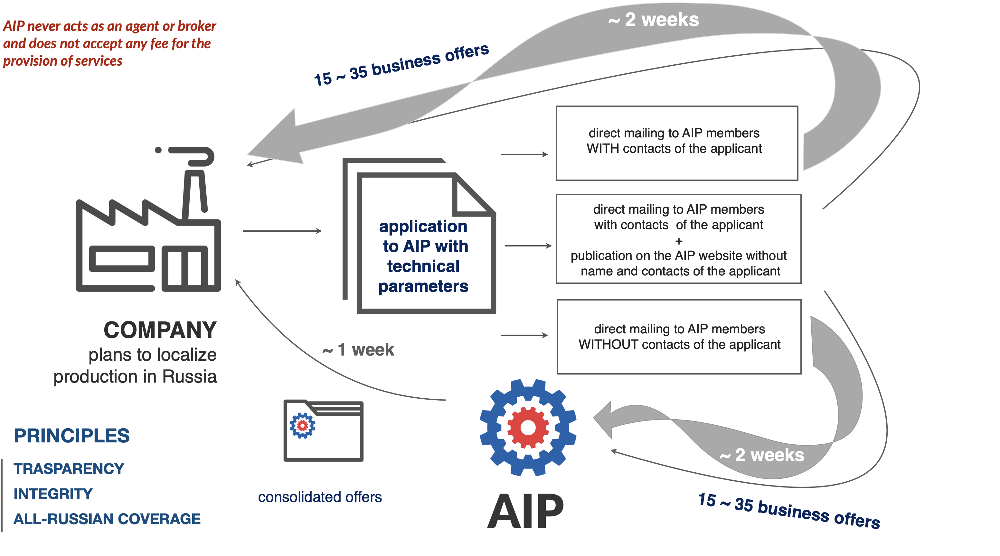 AIP never acts as an agent or broker
and does not accept any fee for the
provision of services
~ 2 weeks
15 ~ 35 business offers
direct mailing to AIP members
WITH contacts of the applicant
direct mailing to AIP members
with contacts of the applicant
+
publication on the AIP website without
name and contacts of the applicant
direct mailing to AIP members
WITHOUT contacts of the applicant
application
to AIP with
technical
parameters
COMPANY
plans to localize
production in Russia
~ 1 week
consolidated offers
AIP
~ 2 weeks
15 ~ 35 business offers
PRINCIPLES
TRASPARENCY
INTEGRITY
ALL-RUSSIAN COVERAGE